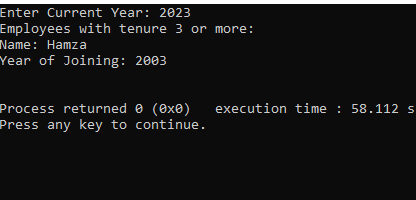 Enter Current Year: 2023
Employees with tenure 3 or more:
Name: Hamza
Year of Joining: 2003
Process returned 0 (0x0)   execution time : 58.112 s
Press any key to continue.